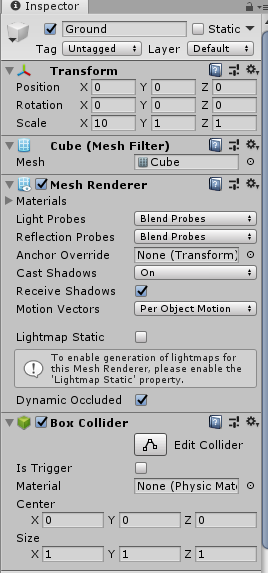 Inspector
Ground Static
Tag Untagged Layer Default
Transform
Position X 0 Y 0 Z 0
Rotation X 0 Y 0 Z 0
Scale X 10 Y 1 Z 1
Cube (Mesh Filter)
Mesh Cube
Mesh Renderer
Materials
Light Probes Blend Probes
Reflection Probes Blend Probes
Anchor Override None (Transform)
Cast Shadows On
Receive Shadows
Motion Vectors Per Object Motion
Lightmap Static
To enable generation of lightmaps for
this Mesh Renderer, please enable the
'Lightmap Static' property.
Dynamic Occluded
Box Collider
Edit Collider
Is Trigger
Material None (Physic Mat
Center
X 0 Y 0 Z 0
Size
X 1 Y 1 Z 1